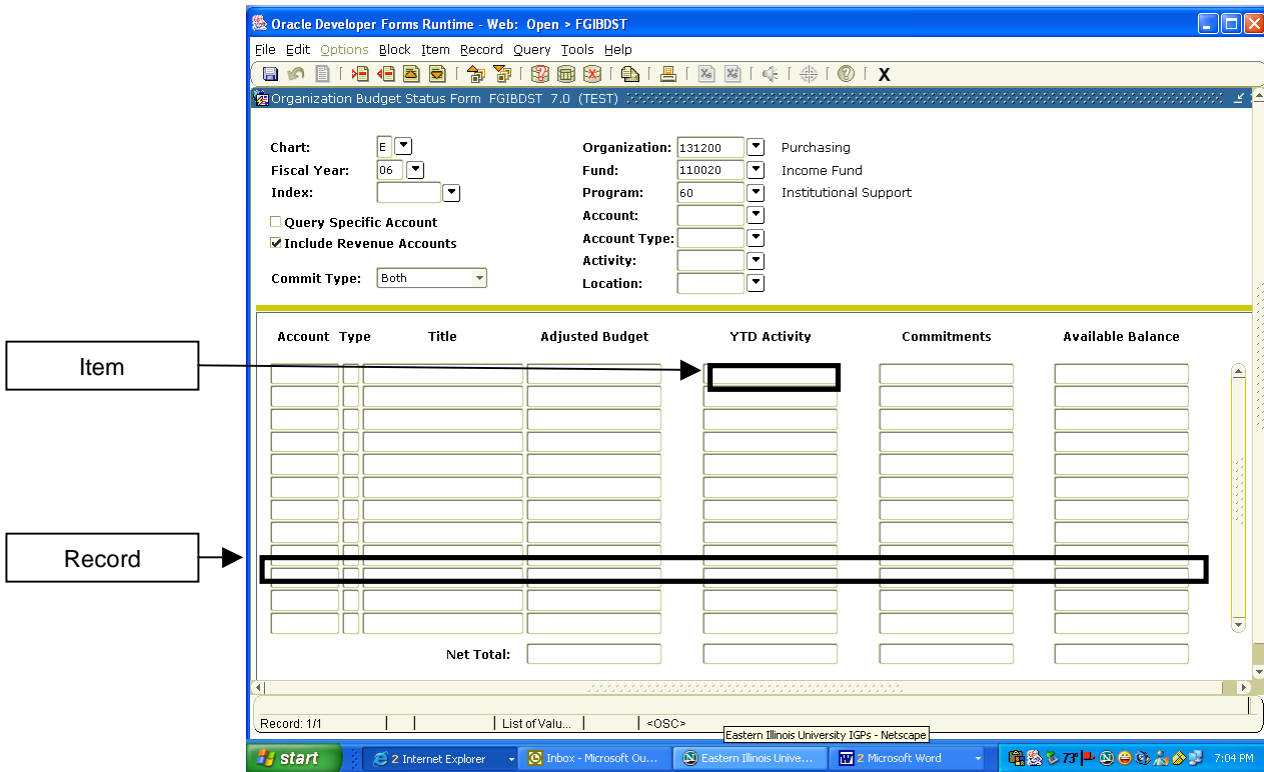 Oracle Developer Forms Runtime - Web: Open > FGIBDST
File Edit Options Block Item Record Query Tools Help
X
Organization Budget Status Form FGIBDST 7.0 (TEST)
Chart: E Organization: 131200 Purchasing
Fiscal Year: 06 Fund: 110020 Income Fund
Index: Program: 60 Institutional Support
Query Specific Account Account:
Include Revenue Accounts Account Type:
Activity:
Commit Type: Both Location:
Account Type Title Adjusted Budget YTD Activity Commitments Available Balance
Item
Record
Net Total:
Record: 1/1 List of Valu... <OSC>
Eastern Illinois University IGPs - Netscape
start 2 Internet Explorer Inbox - Microsoft Ou... Eastern Illinois Unive... 2 Microsoft Word 73° 7:04 PM